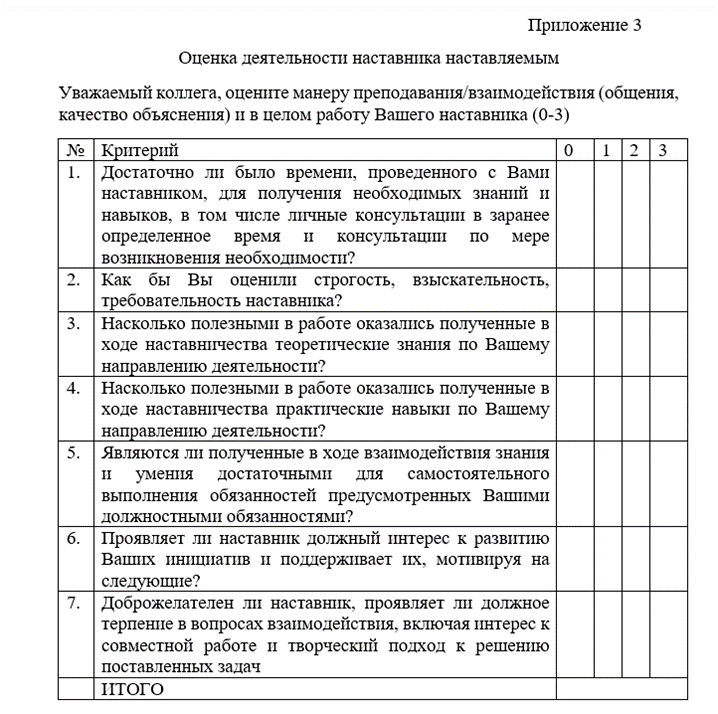 Приложение 3
Оценка деятельности наставника наставляемым
Уважаемый коллега, оцените манеру преподавания/взаимодействия (общения,
качество объяснения) и в целом работу Вашего наставника (0-3)
№ Критерий 0 1 2 3
1. Достаточно ли было времени, проведенного с Вами
наставником, для получения необходимых знаний и
навыков, в том числе личные консультации в заранее
определенное время и консультации по мере
возникновения необходимости?
2. Как бы Вы оценили строгость, взыскательность,
требовательность наставника?
3. Насколько полезными в работе оказались полученные в
ходе наставничества теоретические знания по Вашему
направлению деятельности?
4. Насколько полезными в работе оказались полученные в
ходе наставничества практические навыки по Вашему
направлению деятельности?
5. Являются ли полученные в ходе взаимодействия знания
и умения достаточными для самостоятельного
выполнения обязанностей предусмотренных Вашими
должностными обязанностями?
6. Проявляет ли наставник должный интерес к развитию
Ваших инициатив и поддерживает их, мотивируя на
следующие?
7. Доброжелателен ли наставник, проявляет ли должное
терпение в вопросах взаимодействия, включая интерес к
совместной работе и творческий подход к решению
поставленных задач
ИТОГО